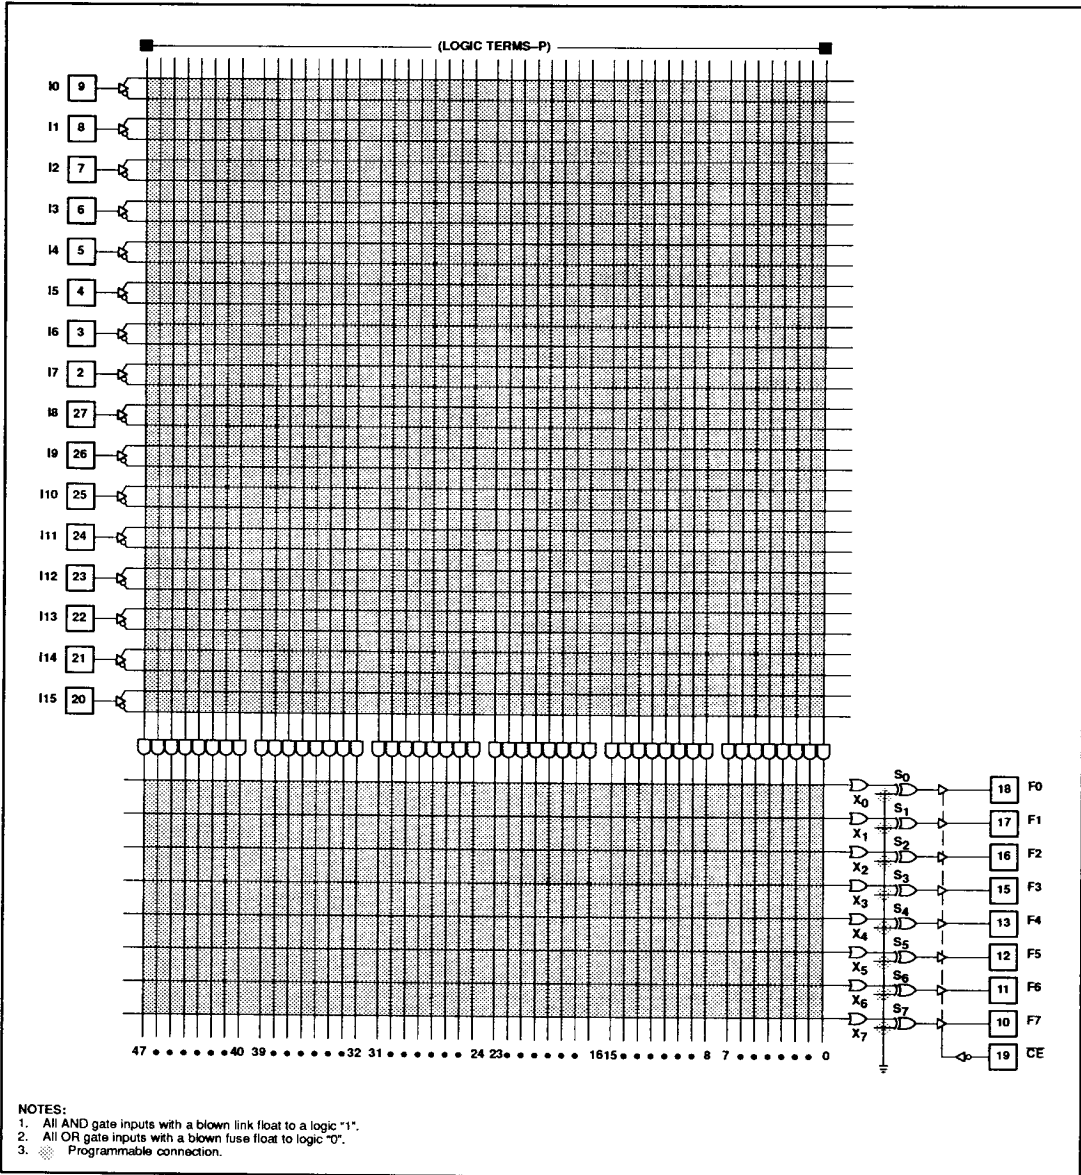 (LOGIC TERMS–P)
I0 9
I1 8
I2 7
I3 6
I4 5
I5 4
I6 3
I7 2
I8 27
I9 26
I10 25
I11 24
I12 23
I13 22
I14 21
I15 20
X0 S0 18 F0
X1 S1 17 F1
X2 S2 16 F2
X3 S3 15 F3
X4 S4 13 F4
X5 S5 12 F5
X6 S6 11 F6
X7 S7 10 F7
19 C̅E̅
47 40 39 32 31 24 23 16 15 8 7 0
NOTES:
1. All AND gate inputs with a blown link float to a logic "1".
2. All OR gate inputs with a blown fuse float to logic "0".
3. Programmable connection.